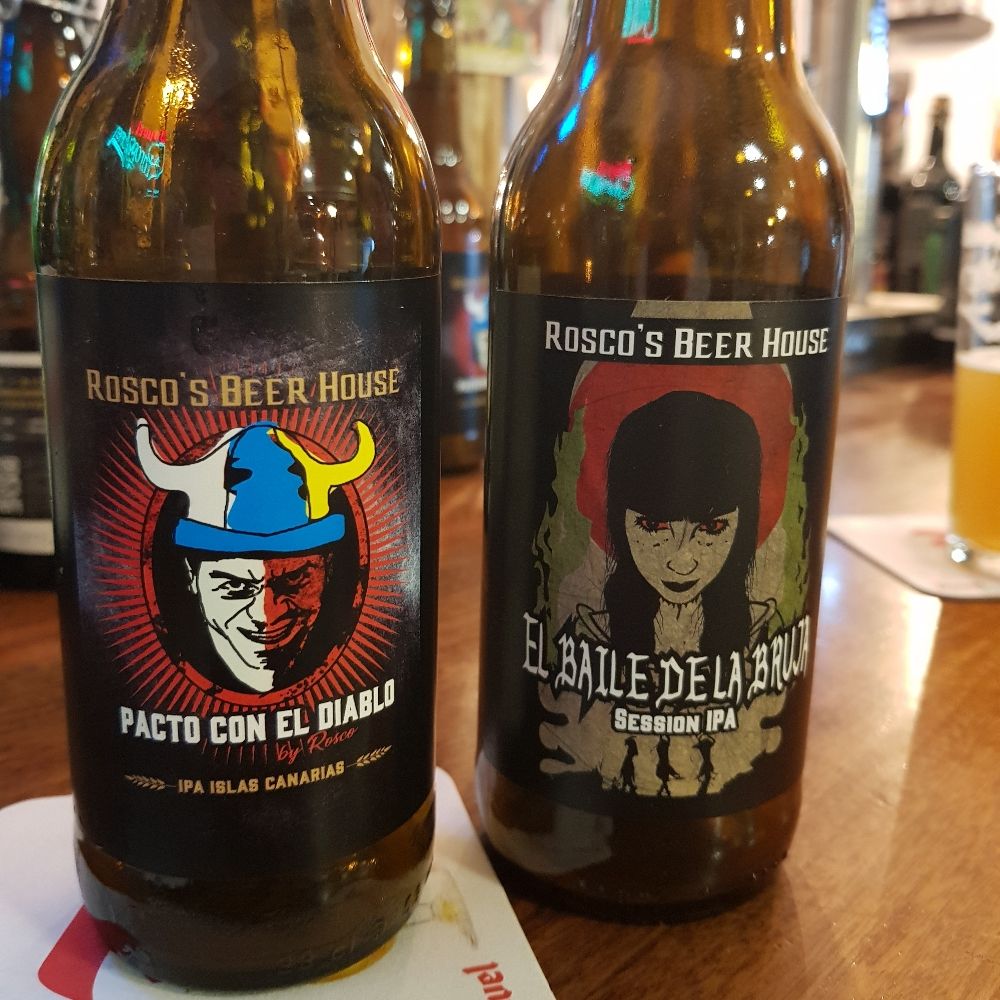 ROSCO'S BEER HOUSE
PACTO CON EL DIABLO
by Rosco
IPA ISLAS CANARIAS
ROSCO'S BEER HOUSE
EL BAILE DE LA BRUJA
SESSION IPA